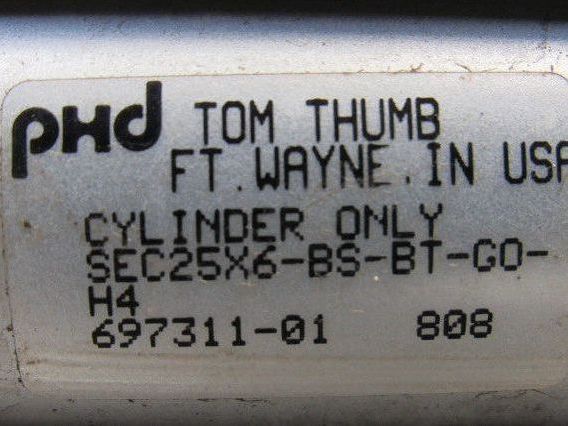 PHD TOM THUMB
FT. WAYNE, IN USA
CYLINDER ONLY
SEC25X6-BS-BT-GO-
H4
697311-01 808